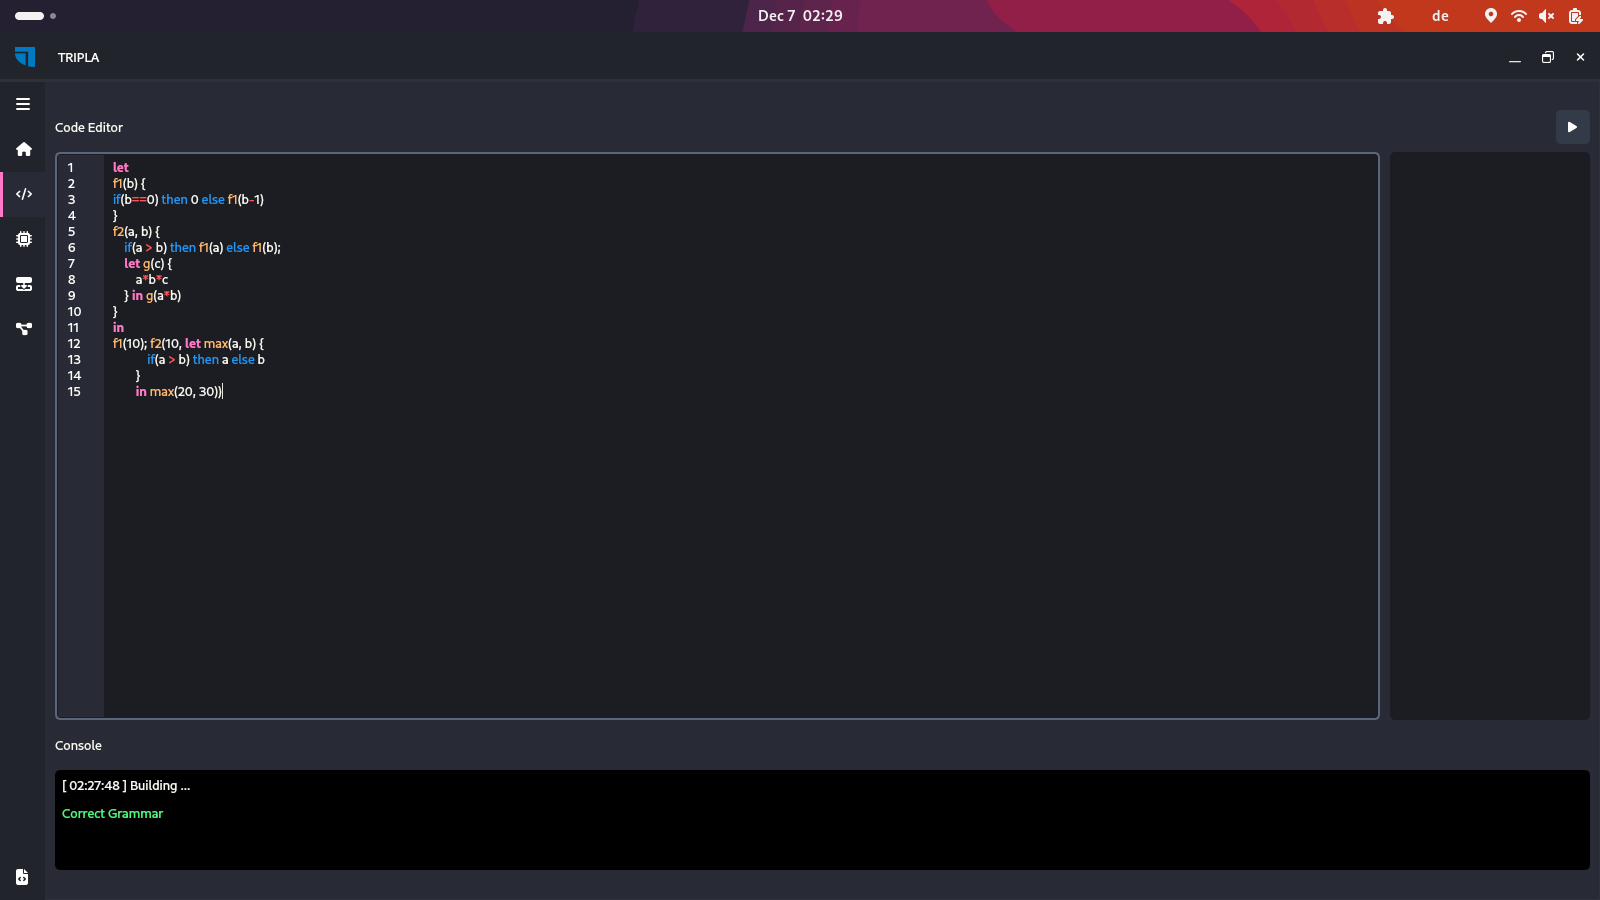 Dec 7 02:29
de
TRIPLA
Code Editor
1 let
2 f1(b) {
3 if(b==0) then 0 else f1(b-1)
4 }
5 f2(a, b) {
6     if(a > b) then f1(a) else f1(b);
7     let g(c) {
8         a*b*c
9     } in g(a*b)
10 }
11 in
12 f1(10); f2(10, let max(a, b) {
13             if(a > b) then a else b
14         }
15         in max(20, 30))
Console
[ 02:27:48 ] Building ...
Correct Grammar